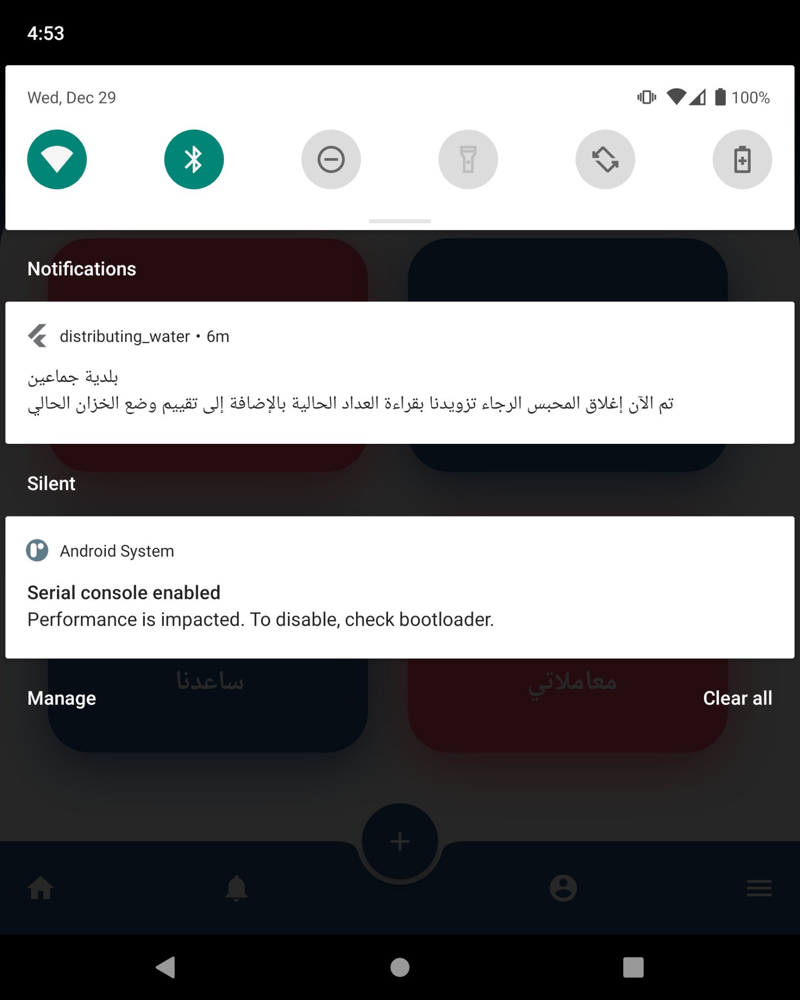 4:53
Wed, Dec 29
100%
Notifications
distributing_water • 6m
بلدية جماعين
تم الآن إغلاق المحبس الرجاء تزويدنا بقراءة العداد الحالية بالإضافة إلى تقييم وضع الخزان الحالي
Silent
Android System
Serial console enabled
Performance is impacted. To disable, check bootloader.
ساعدنا
معاملاتي
Manage
Clear all